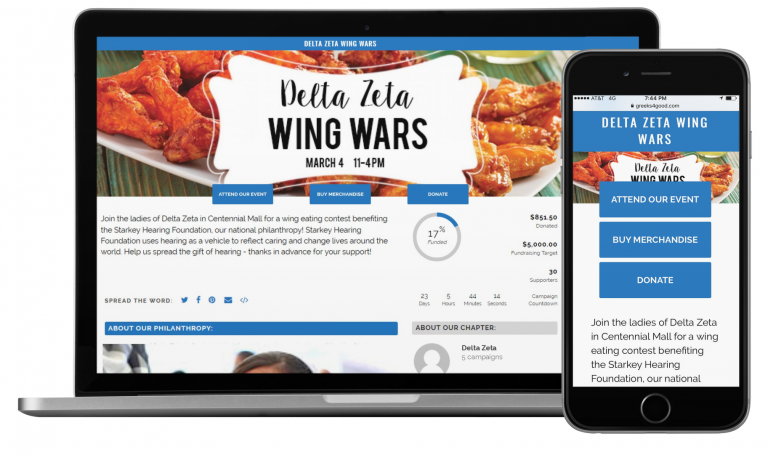 DELTA ZETA WING WARS
Delta Zeta
WING WARS
MARCH 4 11-4PM
ATTEND OUR EVENT
BUY MERCHANDISE
DONATE
Join the ladies of Delta Zeta in Centennial Mall for a wing eating contest benefiting
the Starkey Hearing Foundation, our national philanthropy! Starkey Hearing
Foundation uses hearing as a vehicle to reflect caring and change lives around the
world. Help us spread the gift of hearing - thanks in advance for your support!
17%
Funded
$851.50
Donated
$5,000.00
Fundraising Target
30
Supporters
23 5 44 14 Campaign
Days Hours Minutes Seconds Countdown
SPREAD THE WORD:
ABOUT OUR PHILANTHROPY:
ABOUT OUR CHAPTER:
Delta Zeta
5 campaigns
AT&T 4G 7:44 PM
greeks4good.com
DELTA ZETA WING
WARS
Delta Zeta
WING WARS
ATTEND OUR EVENT
BUY MERCHANDISE
DONATE
Join the ladies of Delta Zeta
in Centennial Mall for a wing
eating contest benefiting
the Starkey Hearing
Foundation, our national